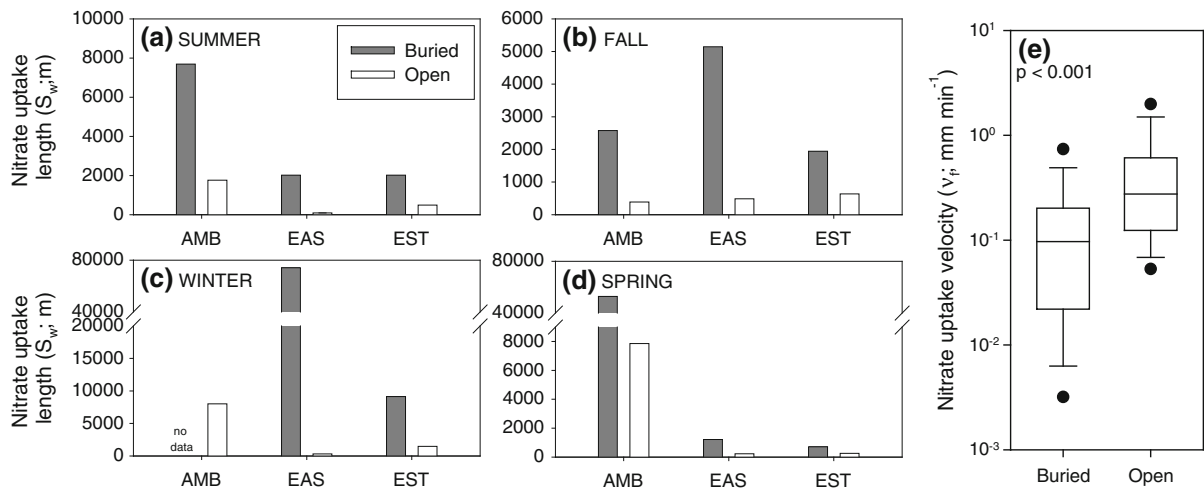 (a) SUMMER
Nitrate uptake
length (Sw;m)
10000
8000
6000
4000
2000
0
Buried
Open
AMB EAS EST
(b) FALL
6000
5000
4000
3000
2000
1000
0
AMB EAS EST
(c) WINTER
Nitrate uptake
length (Sw; m)
80000
40000
20000
15000
10000
5000
0
no
data
AMB EAS EST
(d) SPRING
80000
40000
8000
6000
4000
2000
0
AMB EAS EST
(e)
p < 0.001
Nitrate uptake velocity (νf; mm min⁻¹)
10¹
10⁰
10⁻¹
10⁻²
10⁻³
Buried Open